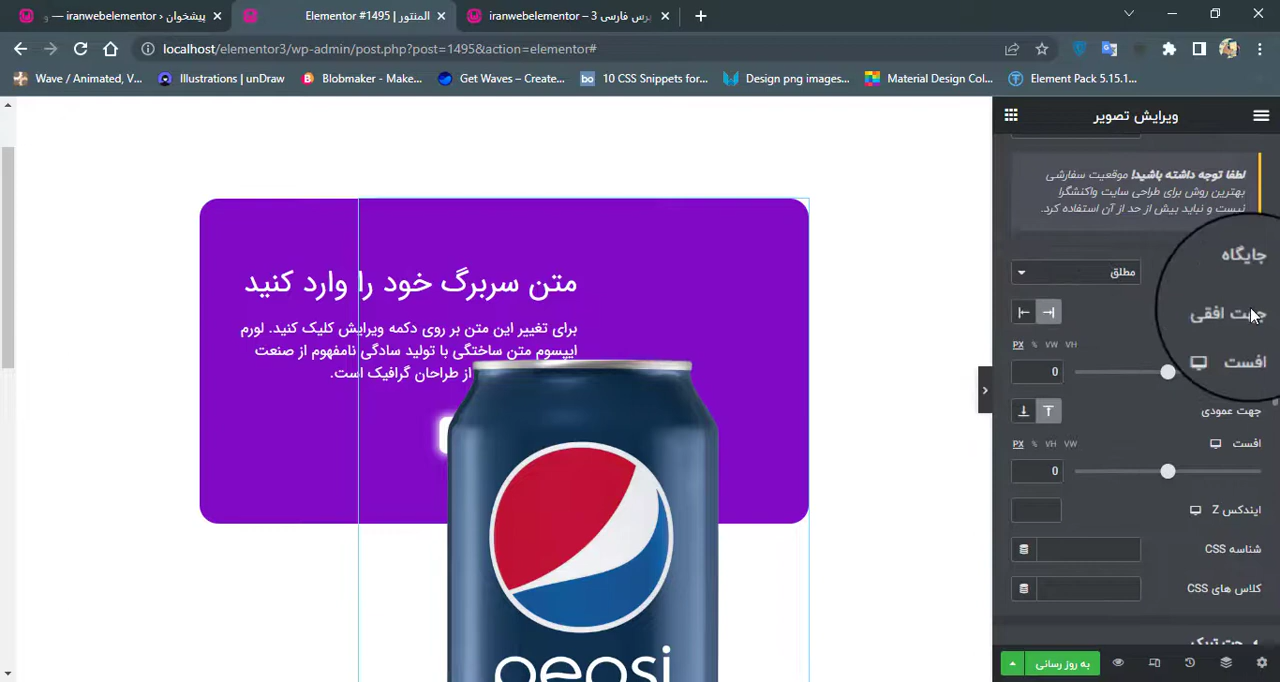 پیشخوان ‹ iranwebelementor — و
Elementor #1495 | المنتور
iranwebelementor – برس فارسی 3
localhost/elementor3/wp-admin/post.php?post=1495&action=elementor#
Wave / Animated, V...
Illustrations | unDraw
Blobmaker - Make...
Get Waves – Create...
bo
10 CSS Snippets for...
Design png images...
Material Design Col...
Element Pack 5.15.1...
ویرایش تصویر
لطفا توجه داشته باشید! موقعیت سفارشی
بهترین روش برای طراحی سایت واکنشگرا
نیست و نباید بیش از حد از آن استفاده کرد.
جایگاه
مطلق
جهت افقی
افست
PX % VW VH
0
جهت عمودی
افست
PX % VH VW
0
ایندکس Z
شناسه CSS
کلاس های CSS
به روز رسانی
متن سربرگ خود را وارد کنید
برای تغییر این متن بر روی دکمه ویرایش کلیک کنید. لورم
ایپسوم متن ساختگی با تولید سادگی نامفهوم از صنعت
از طراحان گرافیک است.
pepsi